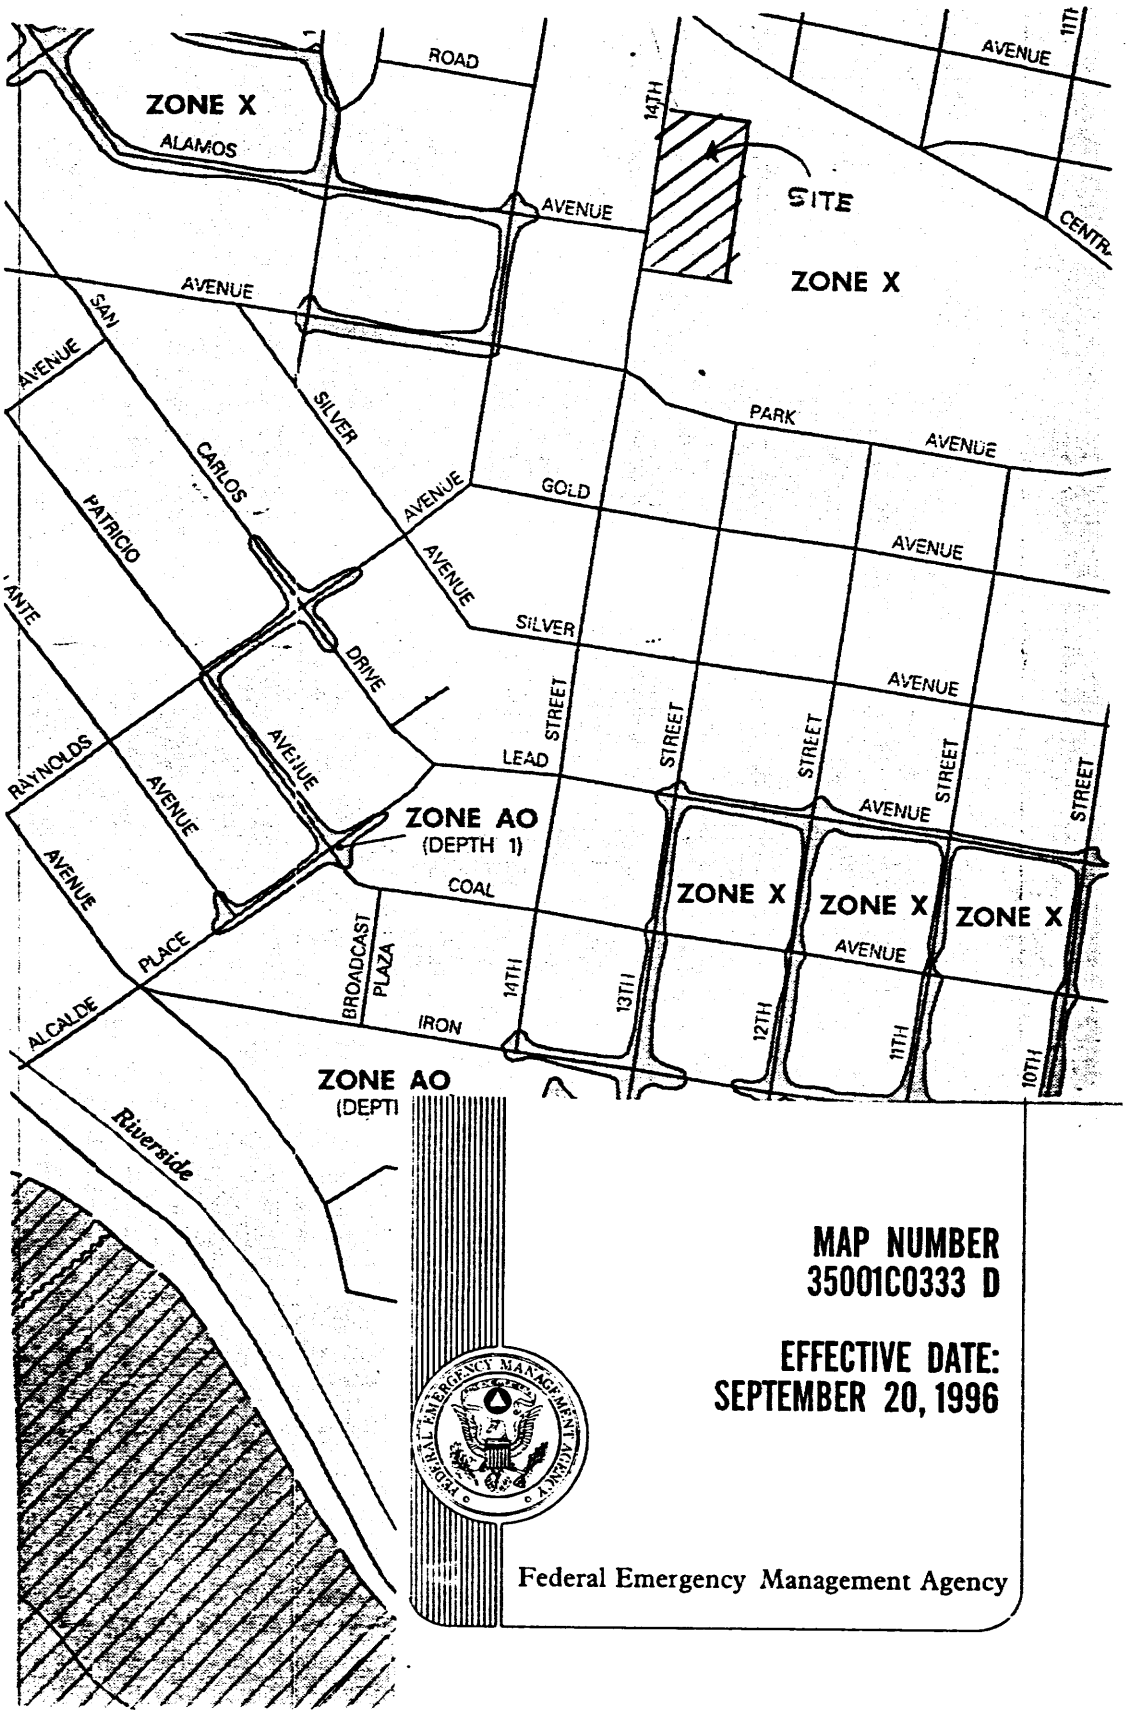 ROAD
AVENUE
11TH
ZONE X
ALAMOS
14TH
SITE
AVENUE
CENTR
ZONE X
AVENUE
SAN
AVENUE
SILVER
PARK
AVENUE
CARLOS
AVENUE
GOLD
PATRICIO
AVENUE
AVENUE
ANTE
SILVER
DRIVE
AVENUE
STREET
STREET
STREET
STREET
STREET
RAYNOLDS
AVENUE
AVENUE
LEAD
AVENUE
ZONE AO
(DEPTH 1)
AVENUE
COAL
ZONE X
ZONE X
ZONE X
AVENUE
PLACE
BROADCAST
PLAZA
14TH
13TH
12TH
11TH
10TH
ALCALDE
IRON
ZONE AO
(DEPTH
Riverside
MAP NUMBER
35001C0333 D
EFFECTIVE DATE:
SEPTEMBER 20, 1996
FEDERAL EMERGENCY MANAGEMENT AGENCY
Federal Emergency Management Agency